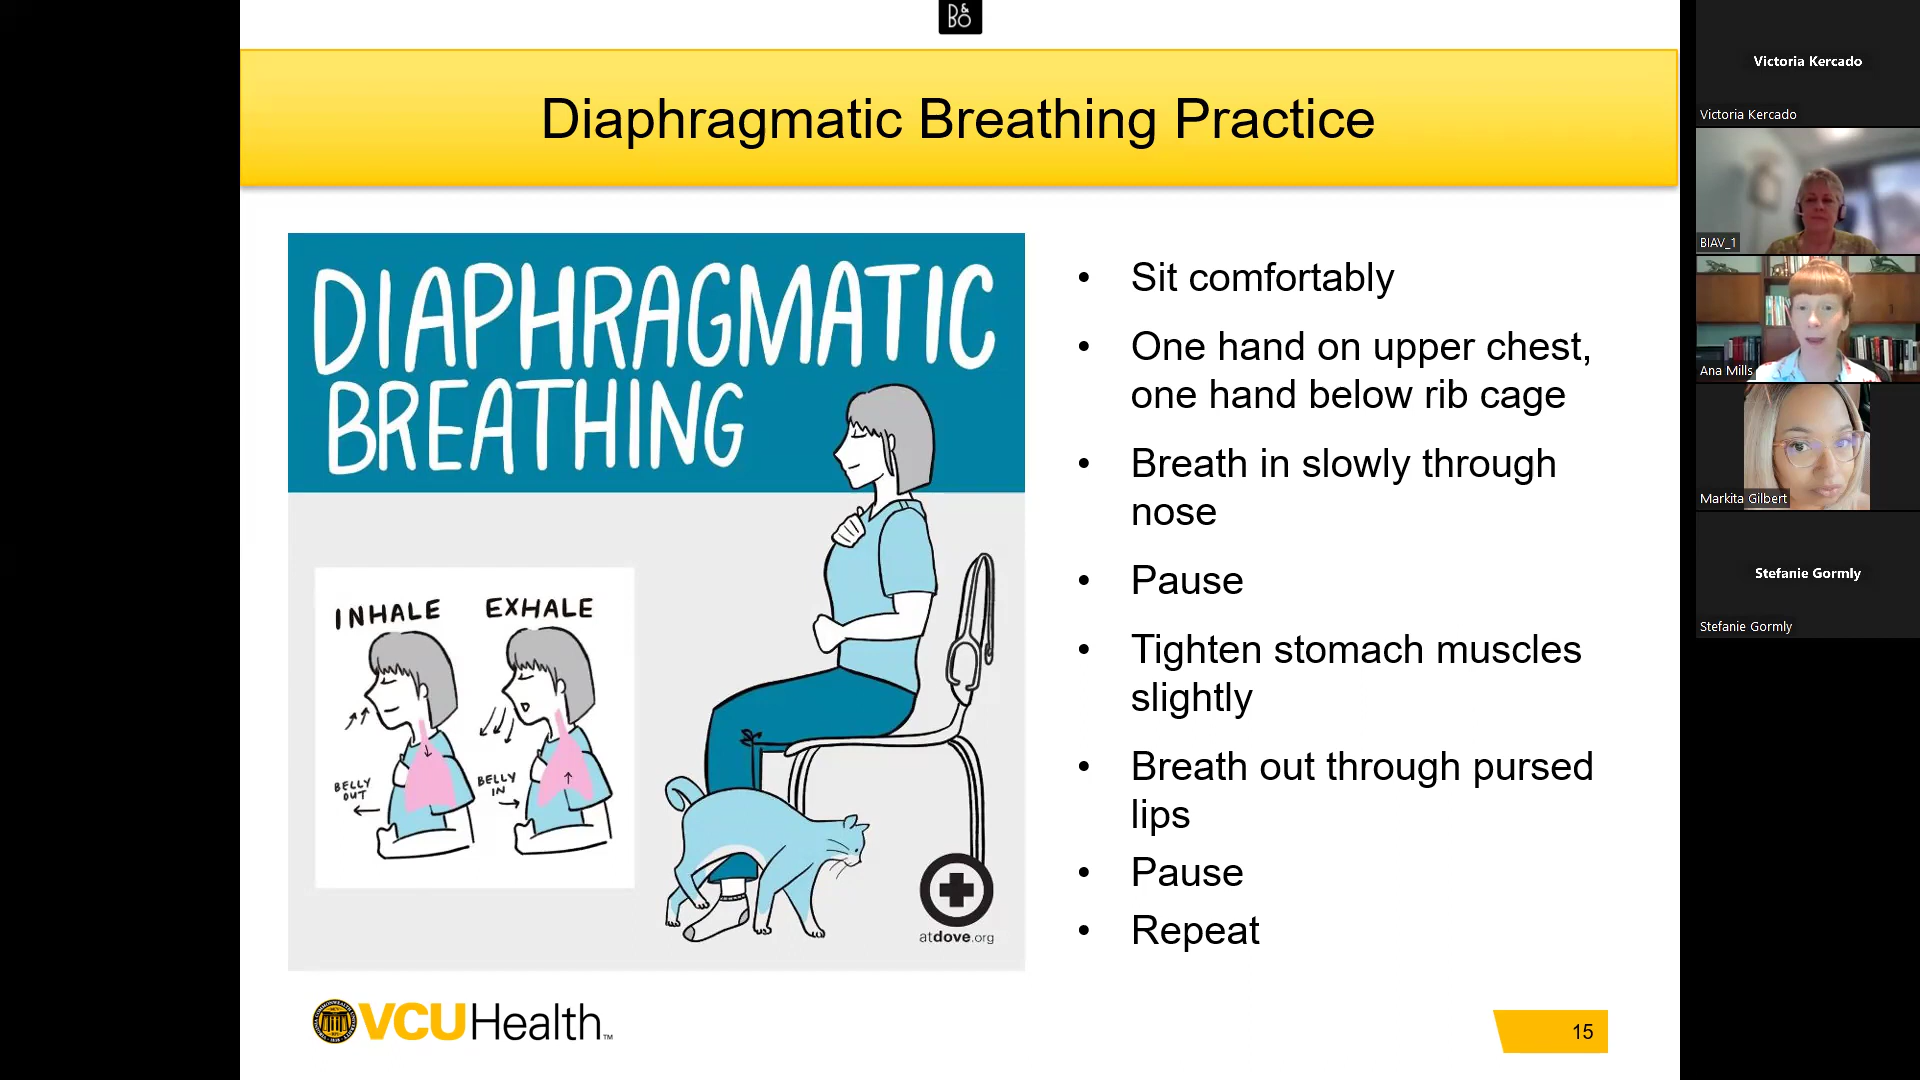 B&O
Diaphragmatic Breathing Practice
DIAPHRAGMATIC
BREATHING
INHALE
EXHALE
BELLY
OUT
BELLY
IN
atdove.org
• Sit comfortably
• One hand on upper chest,
one hand below rib cage
• Breath in slowly through
nose
• Pause
• Tighten stomach muscles
slightly
• Breath out through pursed
lips
• Pause
• Repeat
VCUHealth™
15
Victoria Kercado
Victoria Kercado
BIAV_1
Ana Mills
Markita Gilbert
Stefanie Gormly
Stefanie Gormly